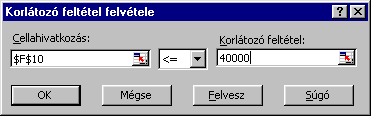 Korlátozó feltétel felvétele
Cellahivatkozás:
Korlátozó feltétel:
$F$10
<=
40000
OK
Mégse
Felvesz
Súgó